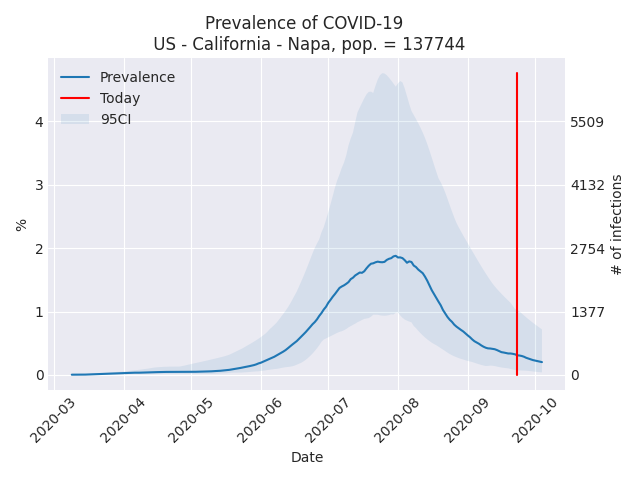 Prevalence of COVID-19
US - California - Napa, pop. = 137744
Prevalence
Today
95CI
4
3
2
1
0
%
5509
4132
2754
1377
0
# of infections
2020-03
2020-04
2020-05
2020-06
2020-07
2020-08
2020-09
2020-10
Date